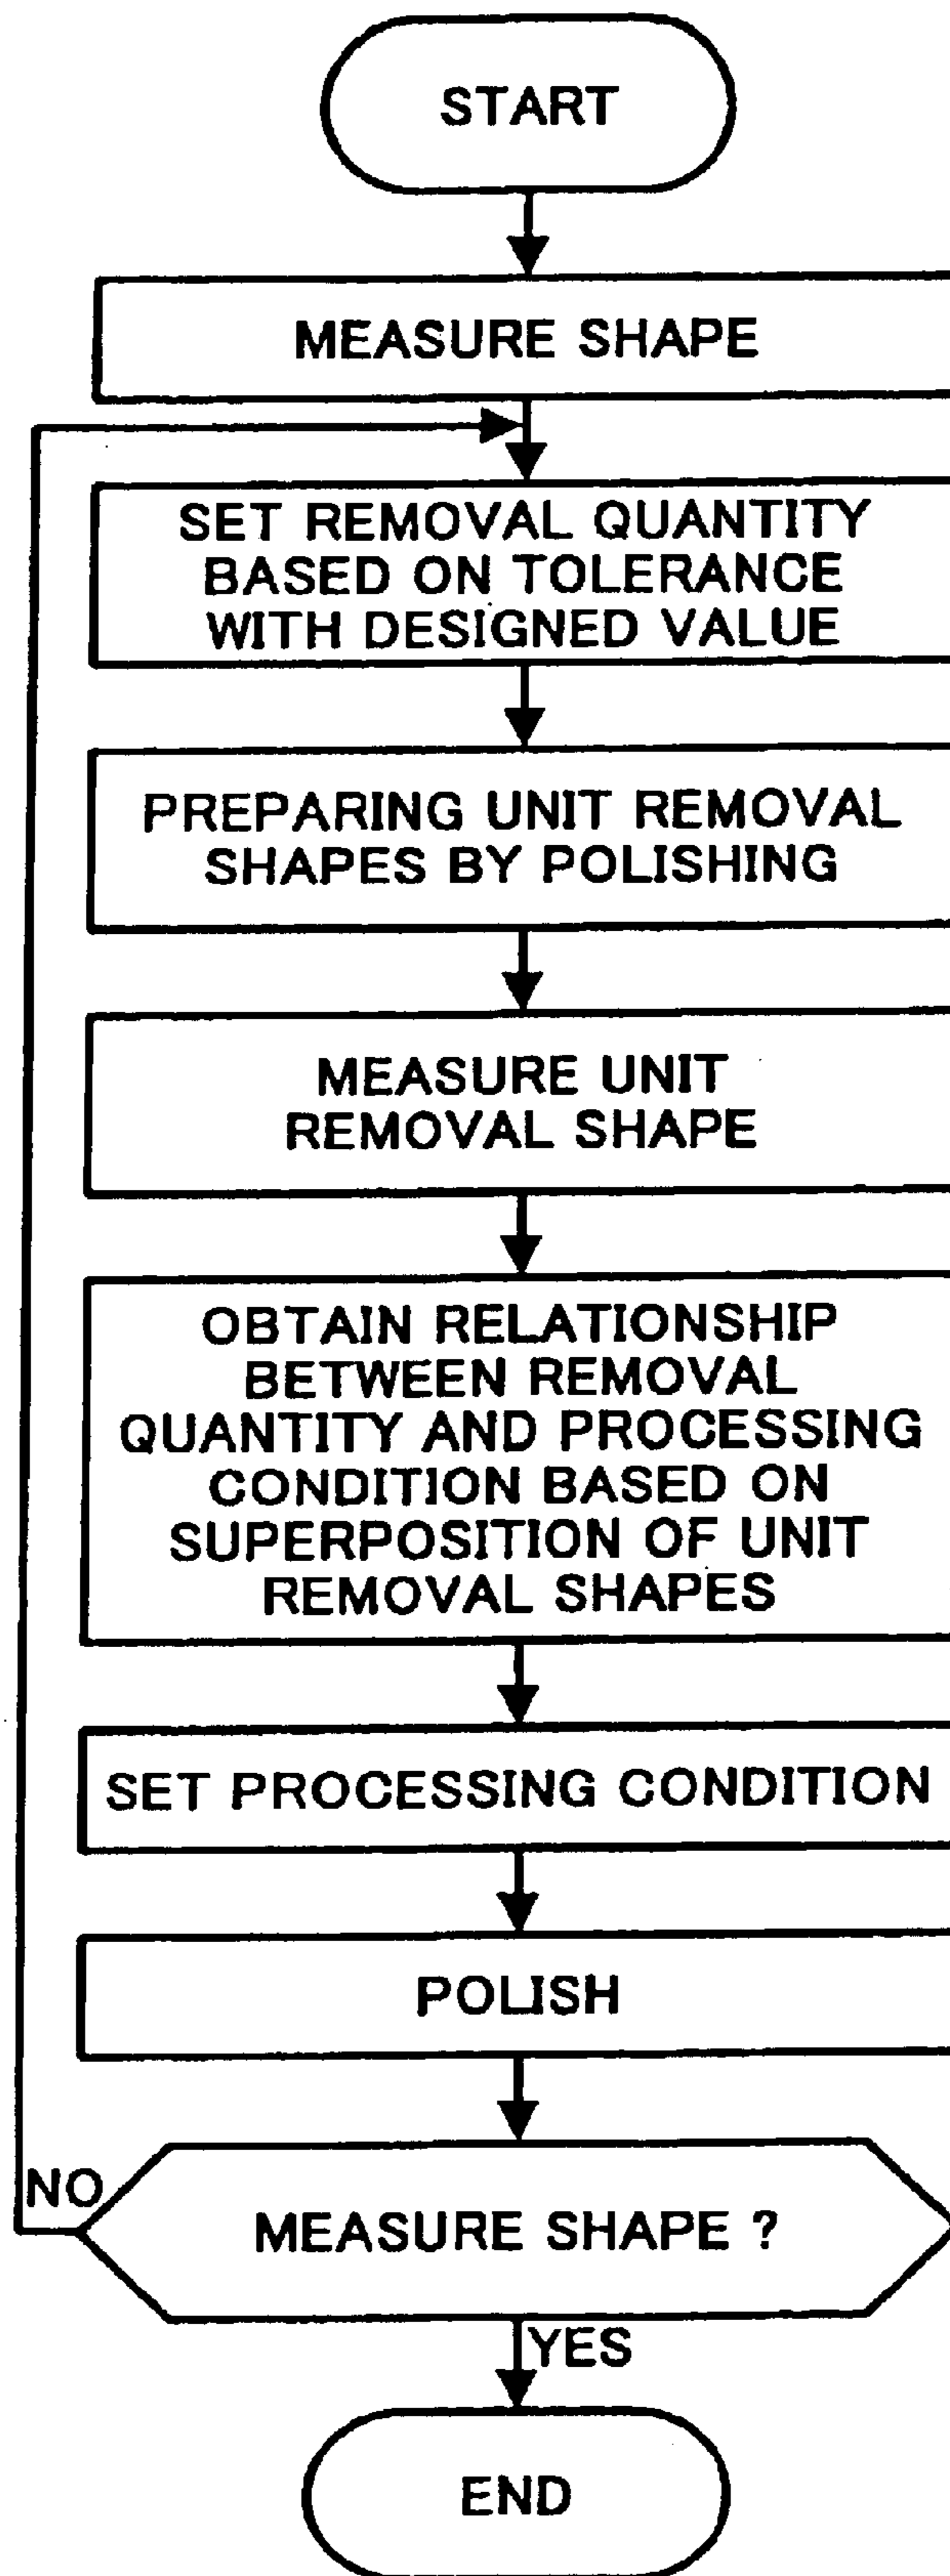 START
MEASURE SHAPE
SET REMOVAL QUANTITY
BASED ON TOLERANCE
WITH DESIGNED VALUE
PREPARING UNIT REMOVAL
SHAPES BY POLISHING
MEASURE UNIT
REMOVAL SHAPE
OBTAIN RELATIONSHIP
BETWEEN REMOVAL
QUANTITY AND PROCESSING
CONDITION BASED ON
SUPERPOSITION OF UNIT
REMOVAL SHAPES
SET PROCESSING CONDITION
POLISH
NO
MEASURE SHAPE ?
YES
END